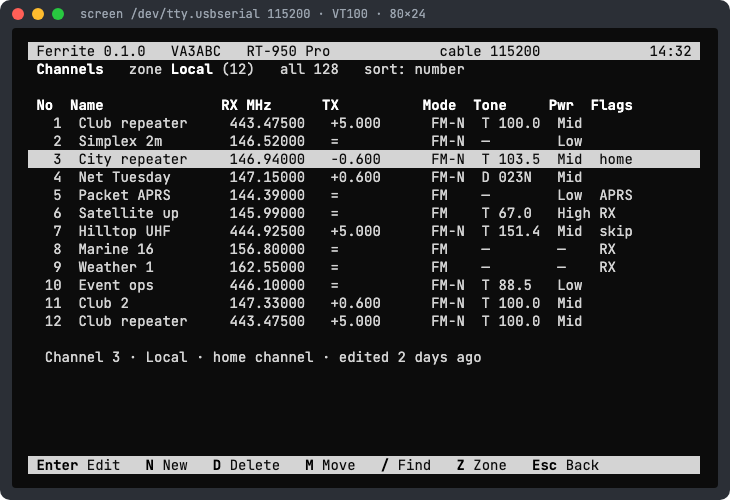 screen /dev/tty.usbserial 115200 · VT100 · 80×24
Ferrite 0.1.0 VA3ABC RT-950 Pro cable 115200 14:32
Channels zone Local (12) all 128 sort: number
No Name RX MHz TX Mode Tone Pwr Flags
1 Club repeater 443.47500 +5.000 FM-N T 100.0 Mid
2 Simplex 2m 146.52000 = FM-N — Low
3 City repeater 146.94000 -0.600 FM-N T 103.5 Mid home
4 Net Tuesday 147.15000 +0.600 FM-N D 023N Mid
5 Packet APRS 144.39000 = FM — Low APRS
6 Satellite up 145.99000 = FM T 67.0 High RX
7 Hilltop UHF 444.92500 +5.000 FM-N T 151.4 Mid skip
8 Marine 16 156.80000 = FM — — RX
9 Weather 1 162.55000 = FM — — RX
10 Event ops 446.10000 = FM-N T 88.5 Low
11 Club 2 147.33000 +0.600 FM-N T 100.0 Mid
12 Club repeater 443.47500 +5.000 FM-N T 100.0 Mid
Channel 3 · Local · home channel · edited 2 days ago
Enter Edit N New D Delete M Move / Find Z Zone Esc Back